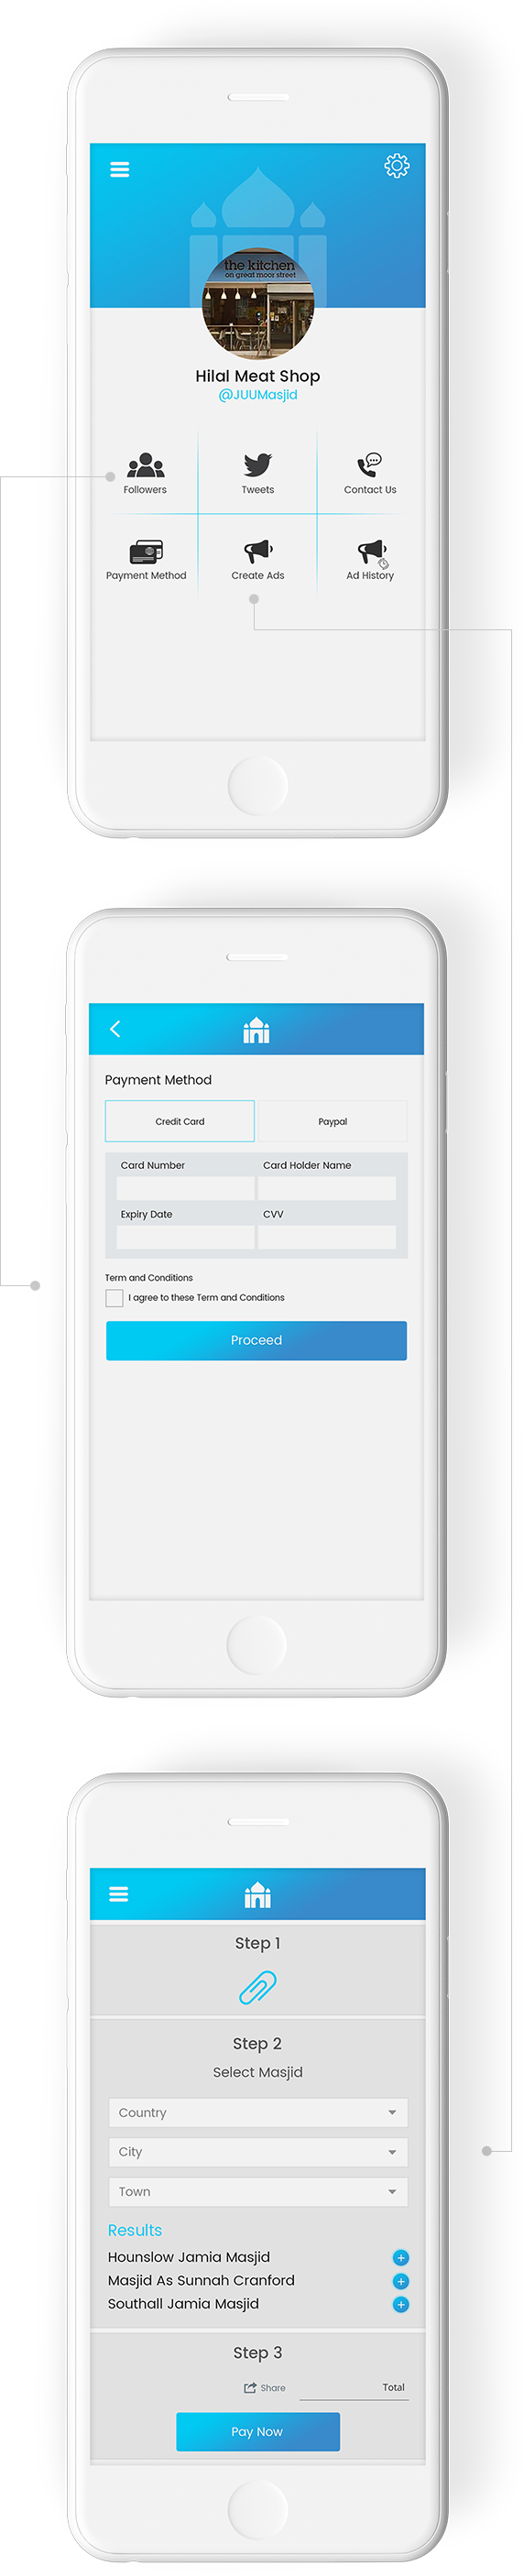 the kitchen
on great moor street
Hilal Meat Shop
@JUUMasjid
Followers
Tweets
Contact Us
Payment Method
Create Ads
Ad History
Payment Method
Credit Card
Paypal
Card Number
Card Holder Name
Expiry Date
CVV
Term and Conditions
I agree to these Term and Conditions
Proceed
Step 1
Step 2
Select Masjid
Country
City
Town
Results
Hounslow Jamia Masjid
Masjid As Sunnah Cranford
Southall Jamia Masjid
Step 3
Share
Total
Pay Now